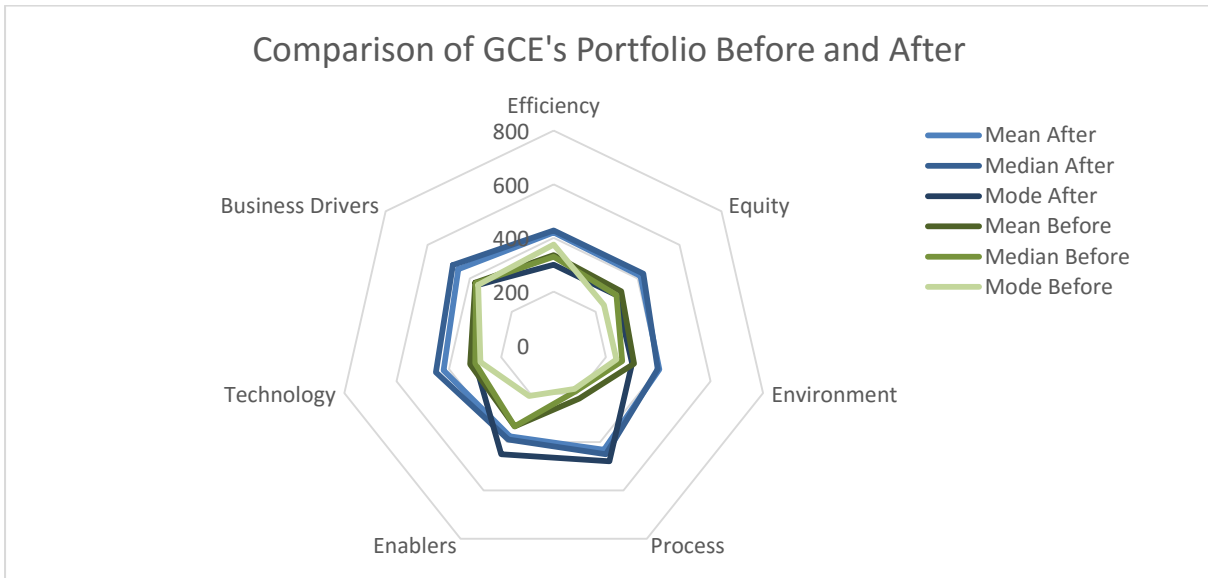 Comparison of GCE's Portfolio Before and After
Efficiency
800
600
400
200
0
Equity
Environment
Process
Enablers
Technology
Business Drivers
Mean After
Median After
Mode After
Mean Before
Median Before
Mode Before